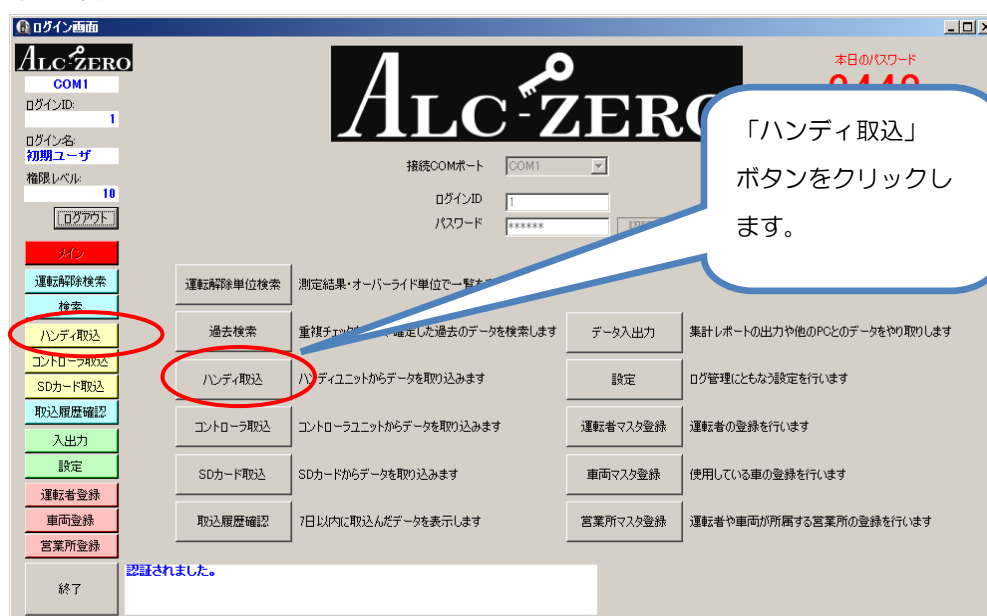 ログイン画面
ALC-ZERO
COM1
ログインID:
1
ログイン名:
初期ユーザ
権限レベル:
10
ログアウト
メイン
運転解除検索
検索
ハンディ取込
コントローラ取込
SDカード取込
取込履歴確認
入出力
設定
運転者登録
車両登録
営業所登録
終了
ALC-ZERO
本日のパスワード
接続COMポート
COM1
ログインID
1
パスワード
******
「ハンディ取込」
ボタンをクリックし
ます。
運転解除単位検索
測定結果・オーバーライド単位で一覧を
過去検索
重複チェック
確定した過去のデータを検索します
ハンディ取込
ハンディユニットからデータを取り込みます
コントローラ取込
コントローラユニットからデータを取り込みます
SDカード取込
SDカードからデータを取り込みます
取込履歴確認
7日以内に取込んだデータを表示します
データ入出力
集計レポートの出力や他のPCとのデータをやり取りします
設定
ログ管理にともなう設定を行います
運転者マスタ登録
運転者の登録を行います
車両マスタ登録
使用している車の登録を行います
営業所マスタ登録
運転者や車両が所属する営業所の登録を行います
認証されました。